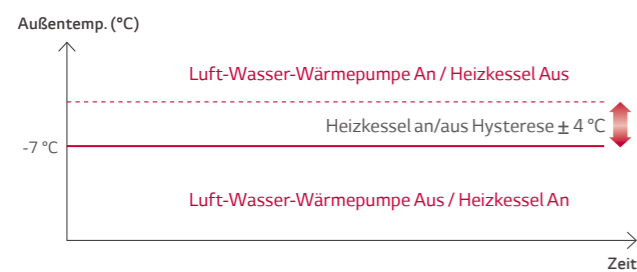 Außentemp. (°C)
Luft-Wasser-Wärmepumpe An / Heizkessel Aus
Heizkessel an/aus Hysterese ± 4 °C
-7 °C
Luft-Wasser-Wärmepumpe Aus / Heizkessel An
Zeit